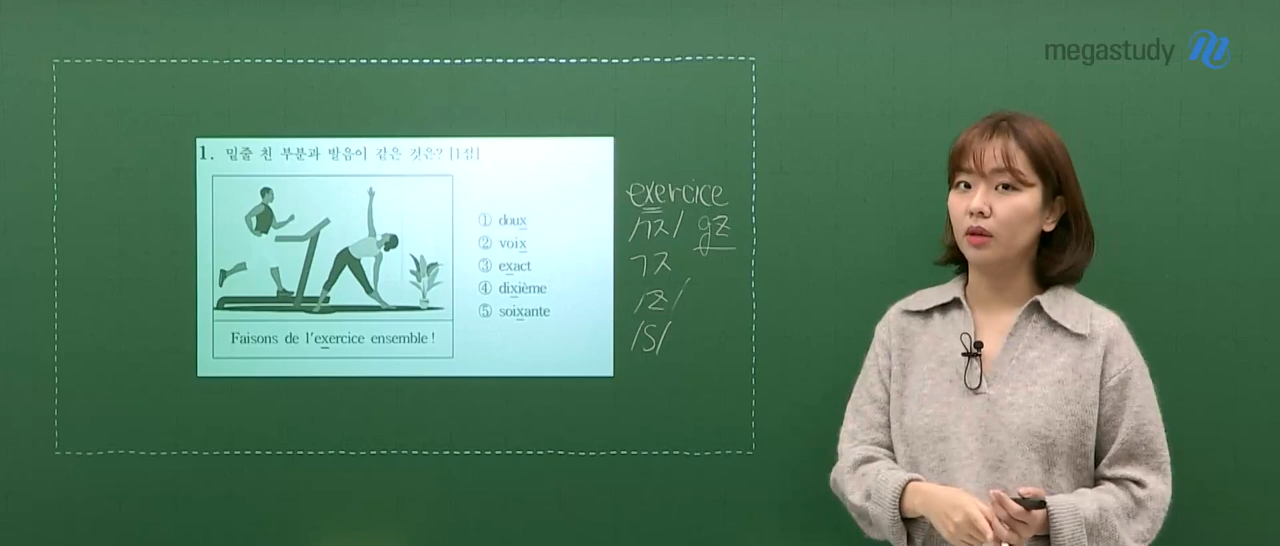 megastudy
1. 밑줄 친 부분과 발음이 같은 것은? [1점]
① doux
② voix
③ exact
④ dixième
⑤ soixante
Faisons de l'exercice ensemble !
exercice
/ㄱㅈ/ gz
ㄱㅈ
/z/
/S/